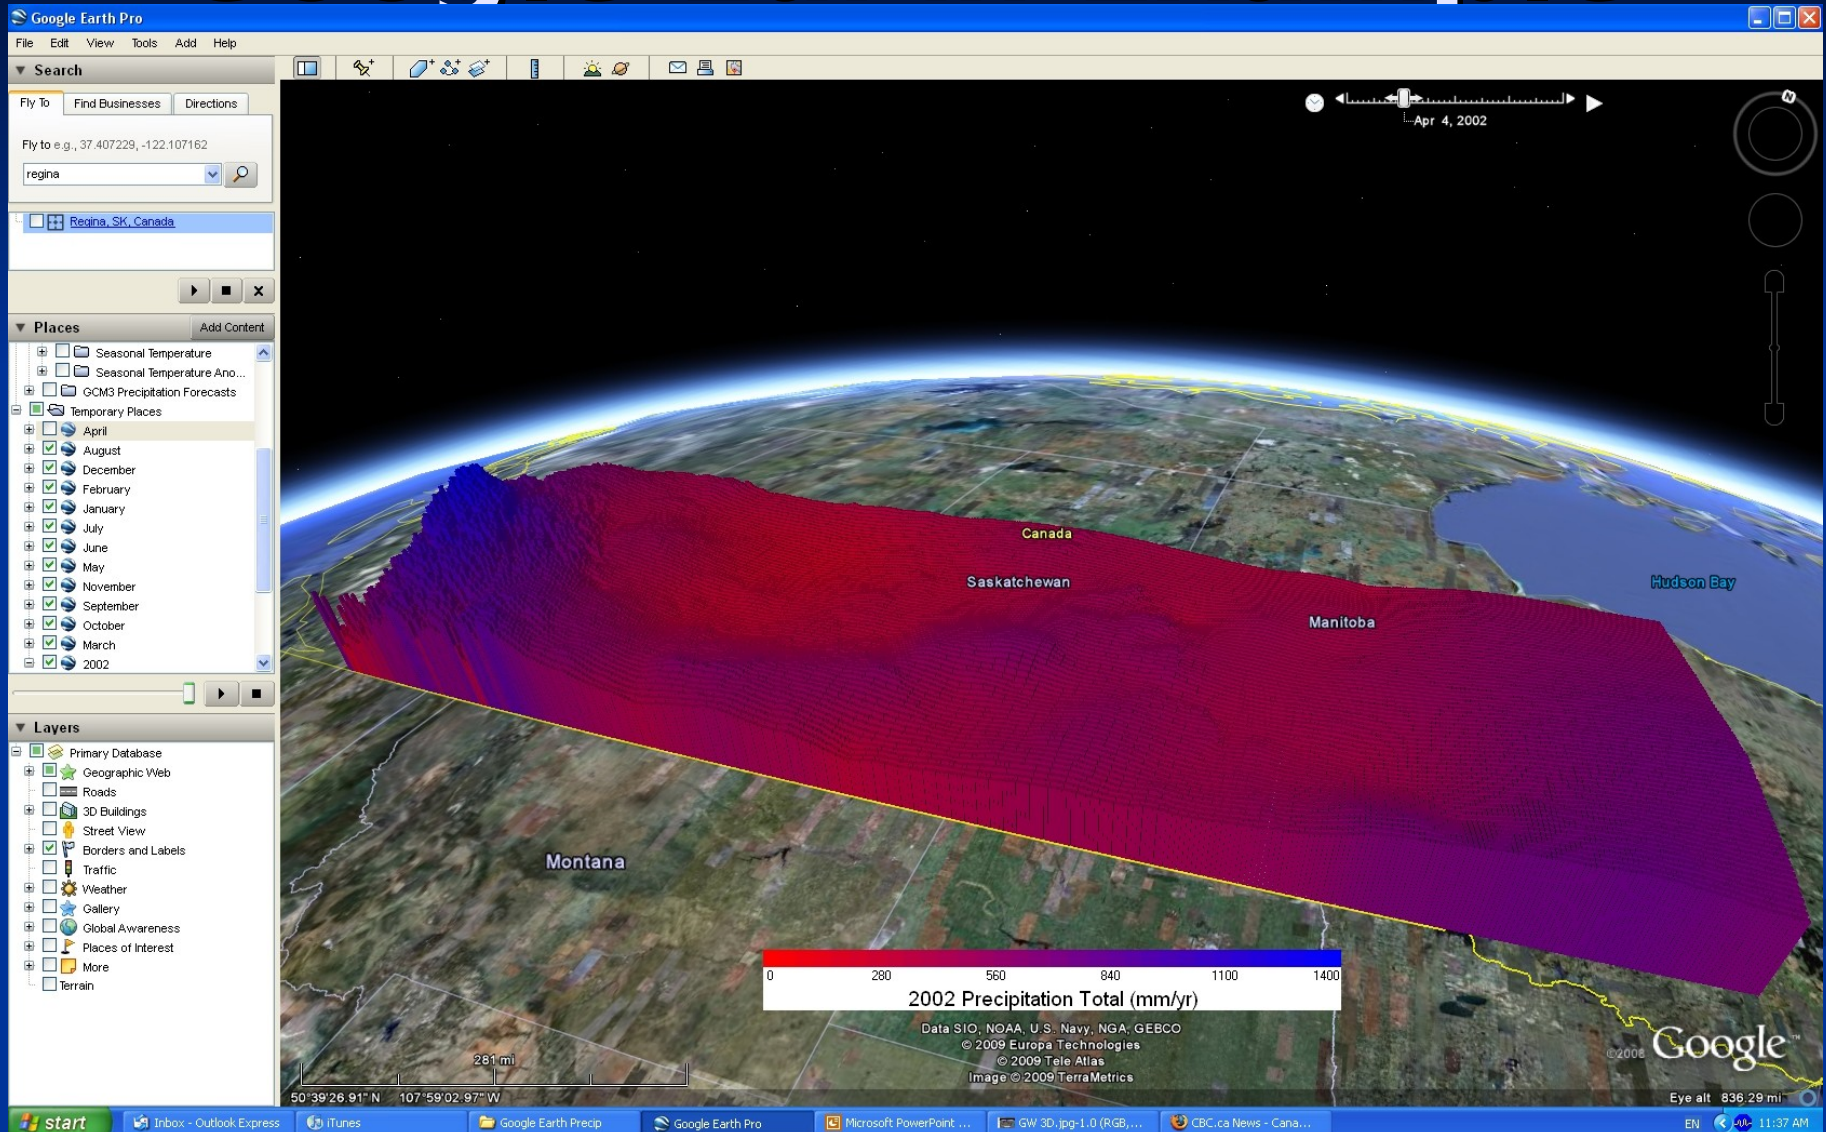 Google Earth Pro
File Edit View Tools Add Help
Search
Fly To Find Businesses Directions
Fly to e.g., 37.407229, -122.107162
regina
Regina, SK, Canada
Places Add Content
Seasonal Temperature
Seasonal Temperature Ano...
GCM3 Precipitation Forecasts
Temporary Places
April
August
December
February
January
July
June
May
November
September
October
March
2002
Layers
Primary Database
Geographic Web
Roads
3D Buildings
Street View
Borders and Labels
Traffic
Weather
Gallery
Global Awareness
Places of Interest
More
Terrain
Apr 4, 2002
N
Canada
Saskatchewan
Hudson Bay
Manitoba
Montana
0 280 560 840 1100 1400
2002 Precipitation Total (mm/yr)
Data SIO, NOAA, U.S. Navy, NGA, GEBCO
© 2009 Europa Technologies
© 2009 Tele Atlas
Image © 2009 TerraMetrics
©2008 Google™
281 mi
50°39'26.91" N 107°59'02.97" W
Eye alt 836.29 mi
start Inbox - Outlook Express iTunes Google Earth Precip Google Earth Pro Microsoft PowerPoint ... GW 3D.jpg-1.0 (RGB,... CBC.ca News - Cana... EN 11:37 AM